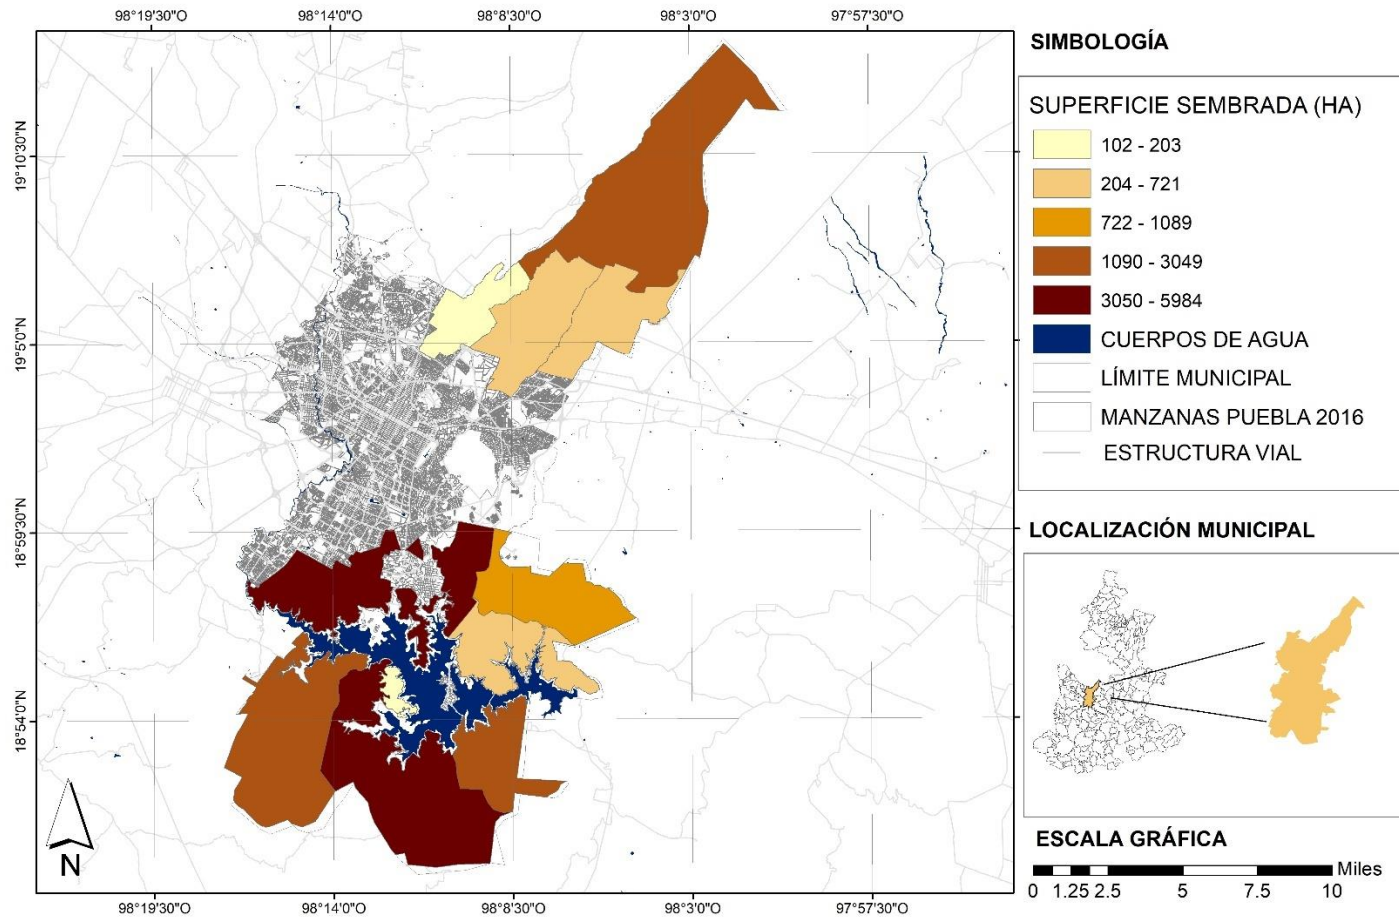 98°19'30"O 98°14'0"O 98°8'30"O 98°3'0"O 97°57'30"O
SIMBOLOGÍA
SUPERFICIE SEMBRADA (HA)
102 - 203
204 - 721
722 - 1089
1090 - 3049
3050 - 5984
CUERPOS DE AGUA
LÍMITE MUNICIPAL
MANZANAS PUEBLA 2016
ESTRUCTURA VIAL
19°10'30"N
19°5'0"N
18°59'30"N
18°54'0"N
LOCALIZACIÓN MUNICIPAL
N
ESCALA GRÁFICA
Miles
0 1.25 2.5 5 7.5 10
98°19'30"O 98°14'0"O 98°8'30"O 98°3'0"O 97°57'30"O